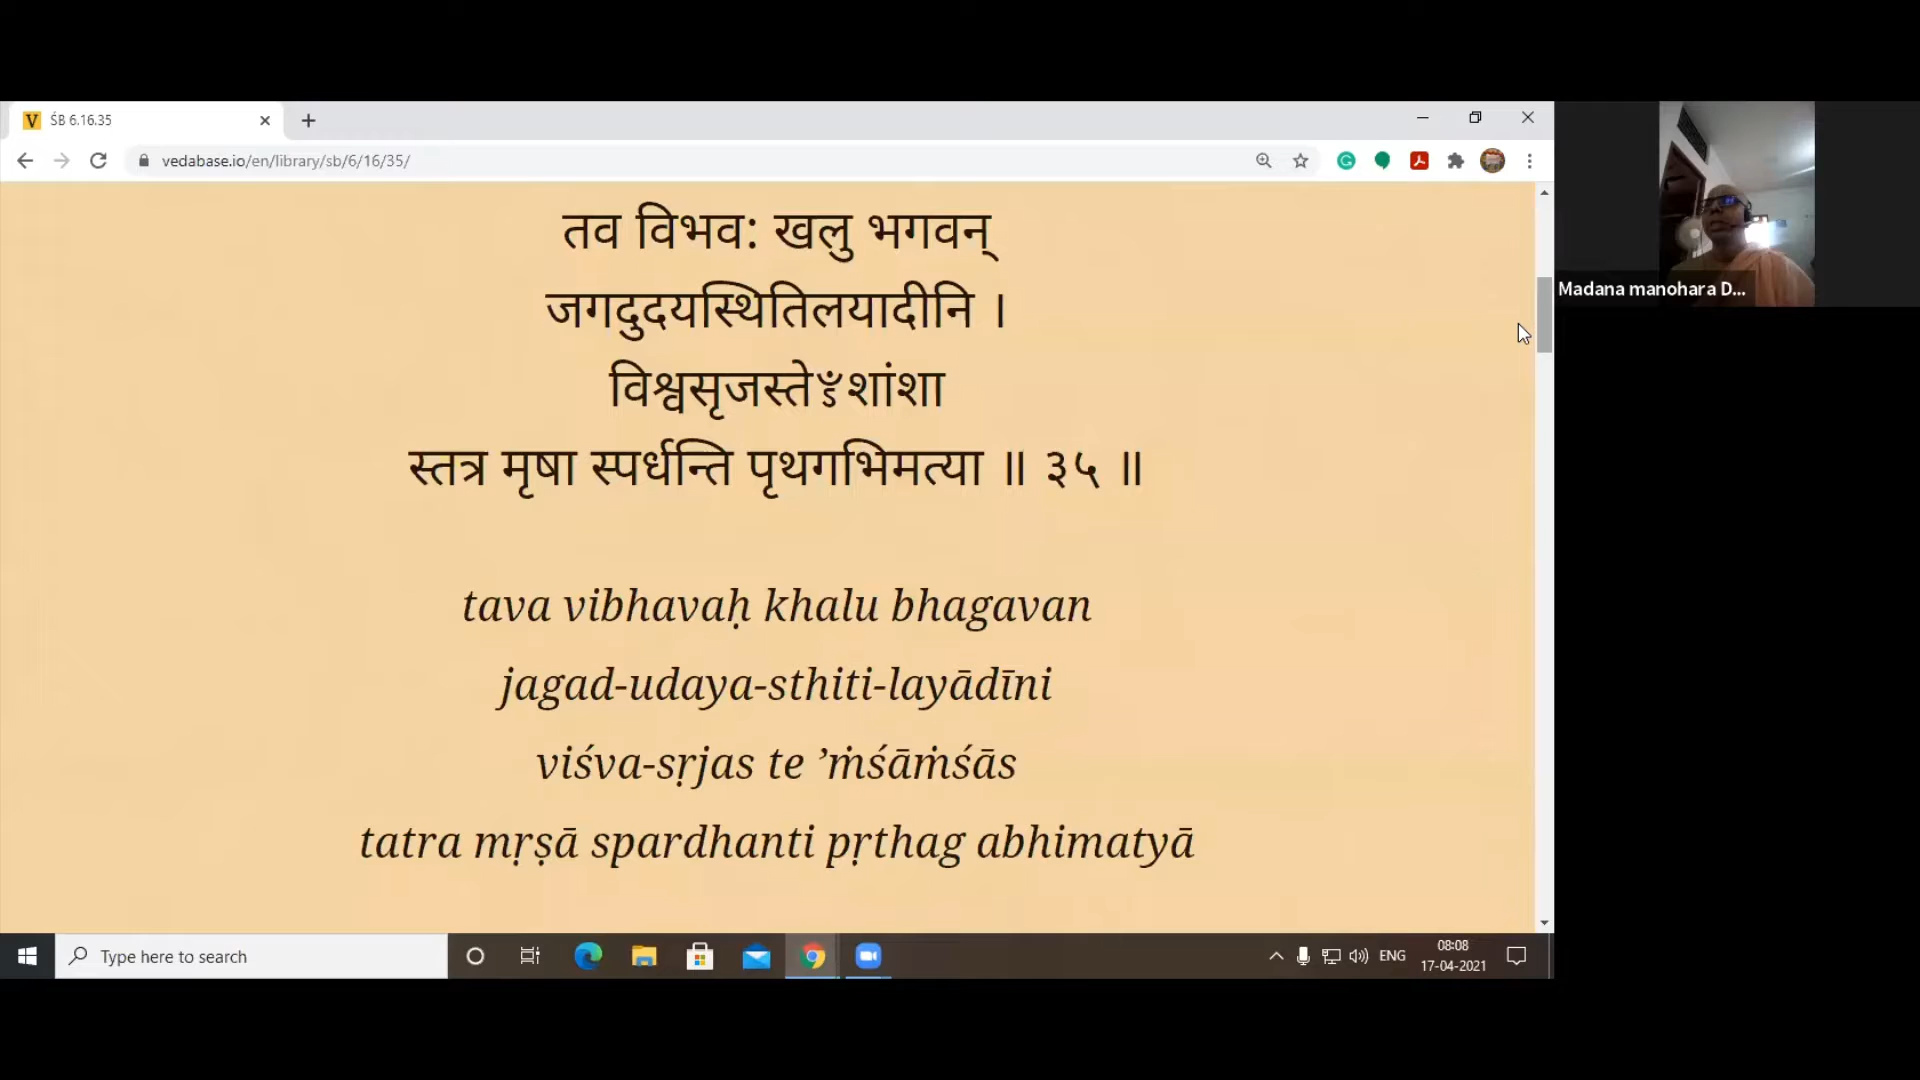 ŚB 6.16.35
vedabase.io/en/library/sb/6/16/35/
तव विभव: खलु भगवन्
जगदुदयस्थितिलयादीनि ।
विश्वसृजस्तेꣷशांशा
स्तत्र मृषा स्पर्धन्ति पृथगभिमत्या ॥ ३५ ॥
tava vibhavaḥ khalu bhagavan
jagad-udaya-sthiti-layādīni
viśva-sṛjas te ’ṁśāṁśās
tatra mṛṣā spardhanti pṛthag abhimatyā
Madana manohara D...
Type here to search
ENG
08:08
17-04-2021